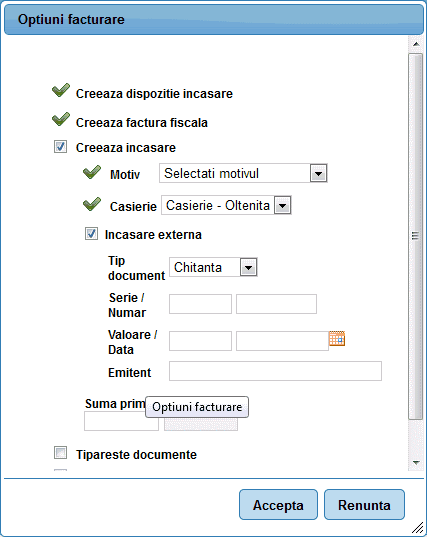 Optiuni facturare
Creeaza dispozitie incasare
Creeaza factura fiscala
Creeaza incasare
Motiv Selectati motivul
Casierie Casierie - Oltenita
Incasare externa
Tip
document Chitanta
Serie /
Numar
Valoare /
Data
Emitent
Suma prim
Optiuni facturare
Tipareste documente
Accepta Renunta